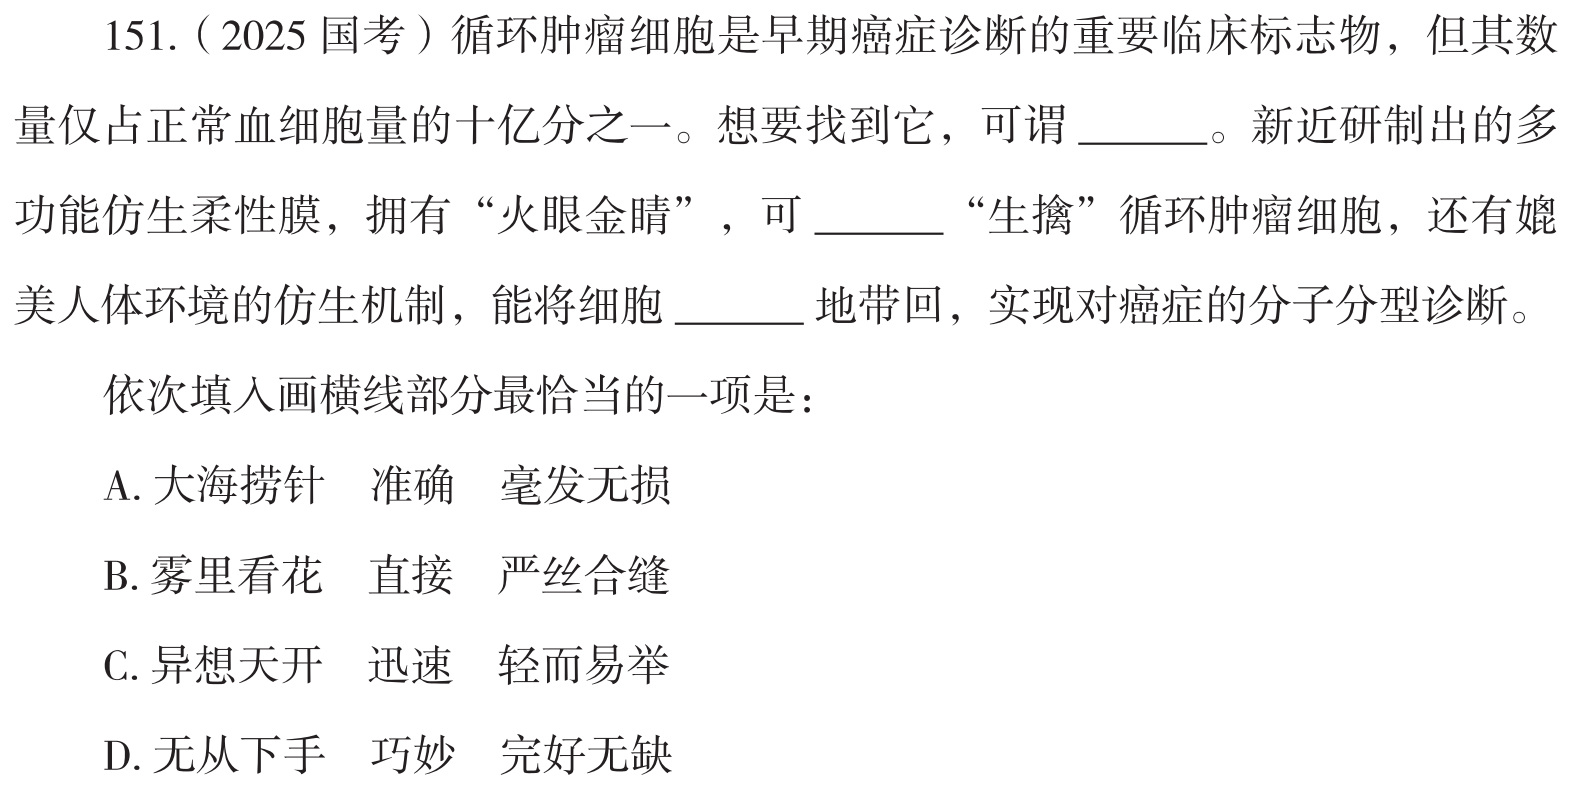 151.（2025 国考）循环肿瘤细胞是早期癌症诊断的重要临床标志物，但其数
量仅占正常血细胞量的十亿分之一。想要找到它，可谓 ______。新近研制出的多
功能仿生柔性膜，拥有“火眼金睛”，可 ______ “生擒”循环肿瘤细胞，还有媲
美人体环境的仿生机制，能将细胞 ______ 地带回，实现对癌症的分子分型诊断。
依次填入画横线部分最恰当的一项是：
A. 大海捞针　准确　毫发无损
B. 雾里看花　直接　严丝合缝
C. 异想天开　迅速　轻而易举
D. 无从下手　巧妙　完好无缺